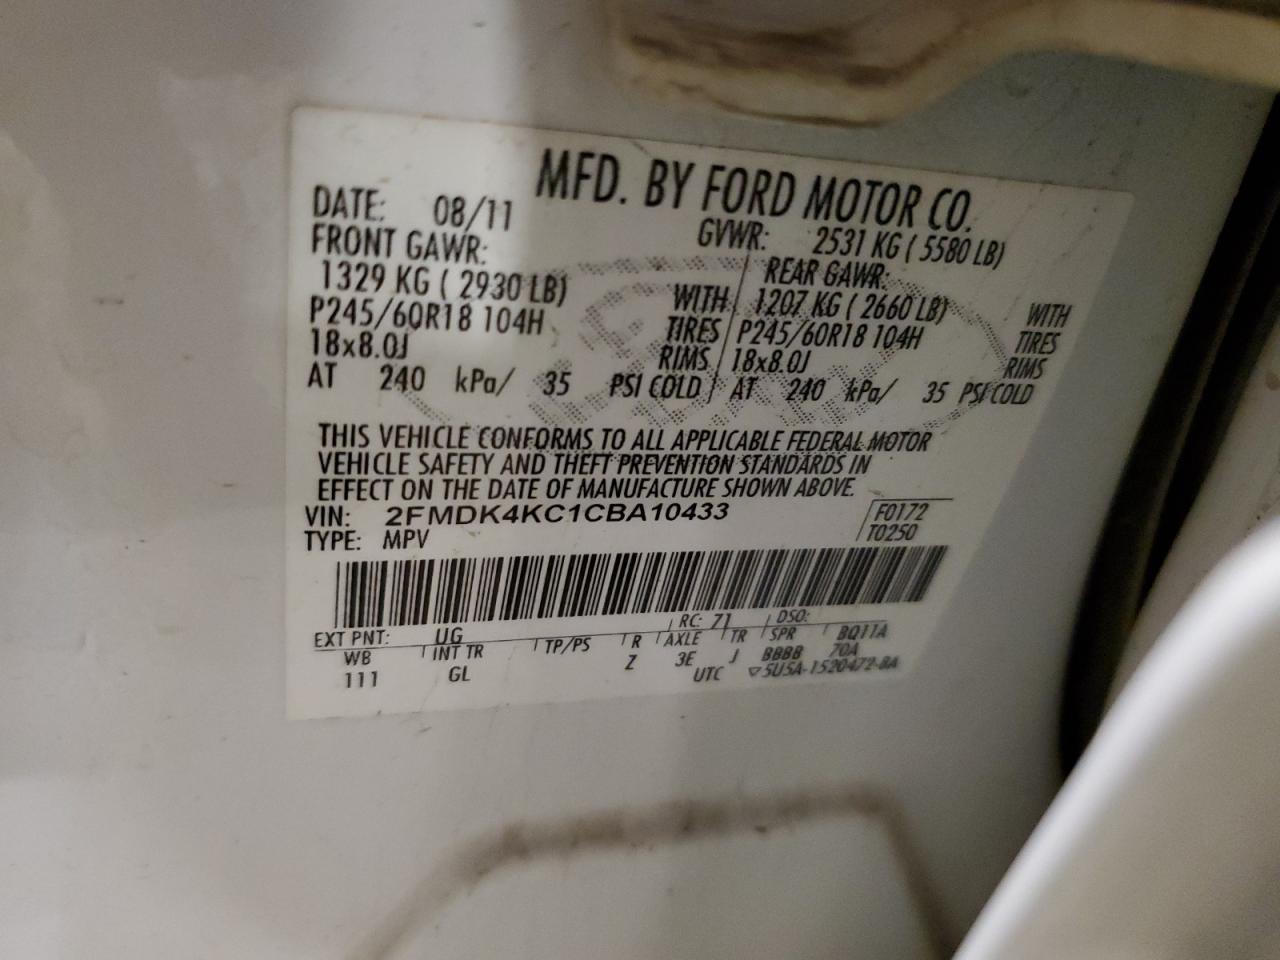 MFD. BY FORD MOTOR CO.
DATE: 08/11 GVWR: 2531 KG ( 5580 LB)
FRONT GAWR: REAR GAWR:
1329 KG ( 2930 LB) WITH 1207 KG ( 2660 LB) WITH
P245/60R18 104H TIRES P245/60R18 104H TIRES
18x8.0J RIMS 18x8.0J RIMS
AT 240 kPa/ 35 PSI COLD AT 240 kPa/ 35 PSI COLD
THIS VEHICLE CONFORMS TO ALL APPLICABLE FEDERAL MOTOR
VEHICLE SAFETY AND THEFT PREVENTION STANDARDS IN
EFFECT ON THE DATE OF MANUFACTURE SHOWN ABOVE.
VIN: 2FMDK4KC1CBA10433 F0172
TYPE: MPV T0250
EXT PNT: UG RC: 71 DSO:
WB INT TR TP/PS R AXLE TR SPR BQ11A
111 GL Z 3E J BBBB 70A
UTC ▽5U5A-1520472-BA